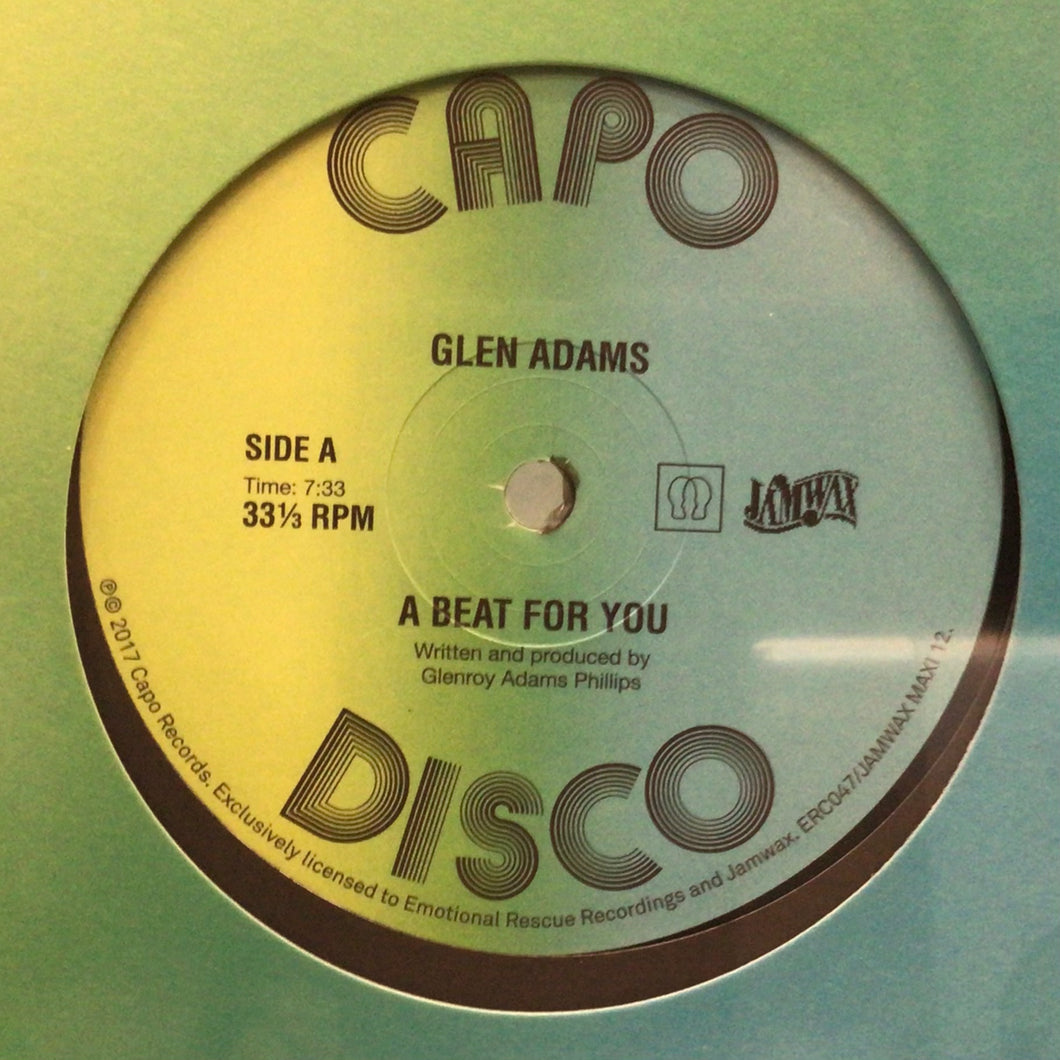 CAPO
GLEN ADAMS
SIDE A
Time: 7:33
33⅓ RPM
JAMWAX
A BEAT FOR YOU
Written and produced by
Glenroy Adams Phillips
DISCO
℗© 2017 Capo Records. Exclusively licensed to Emotional Rescue Recordings and Jamwax. ERC047/JAMWAX MAXI 12.